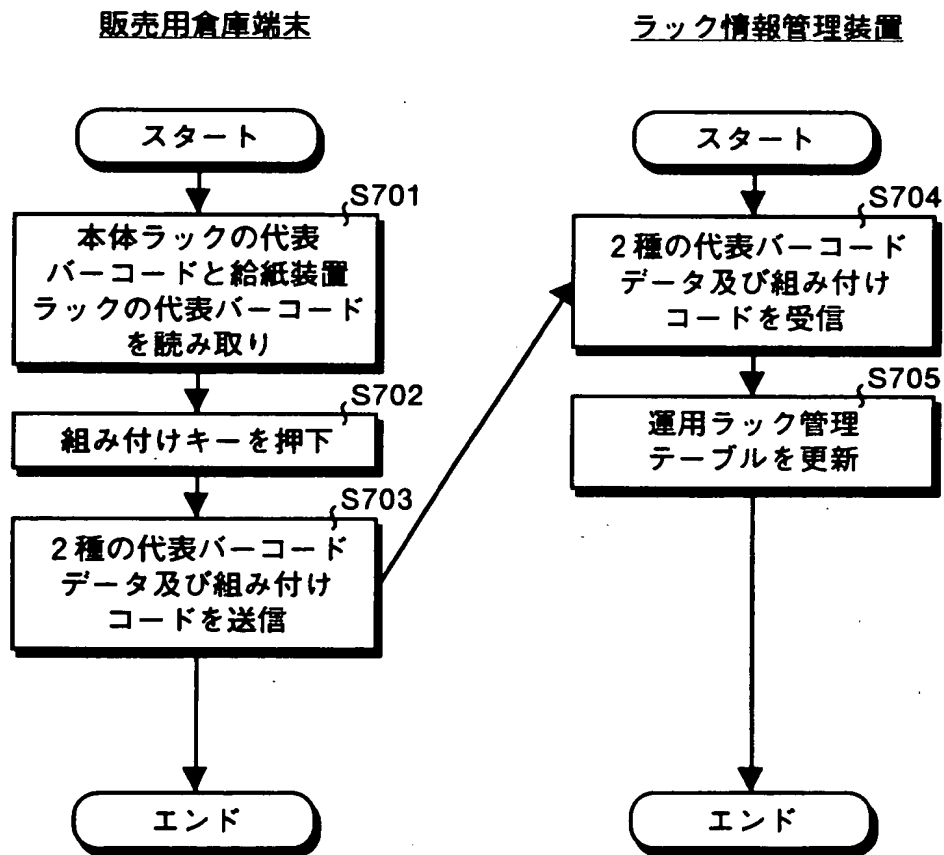 販売用倉庫端末
スタート
S701
本体ラックの代表
バーコードと給紙装置
ラックの代表バーコード
を読み取り
S702
組み付けキーを押下
S703
2種の代表バーコード
データ及び組み付け
コードを送信
エンド
ラック情報管理装置
スタート
S704
2種の代表バーコード
データ及び組み付け
コードを受信
S705
運用ラック管理
テーブルを更新
エンド